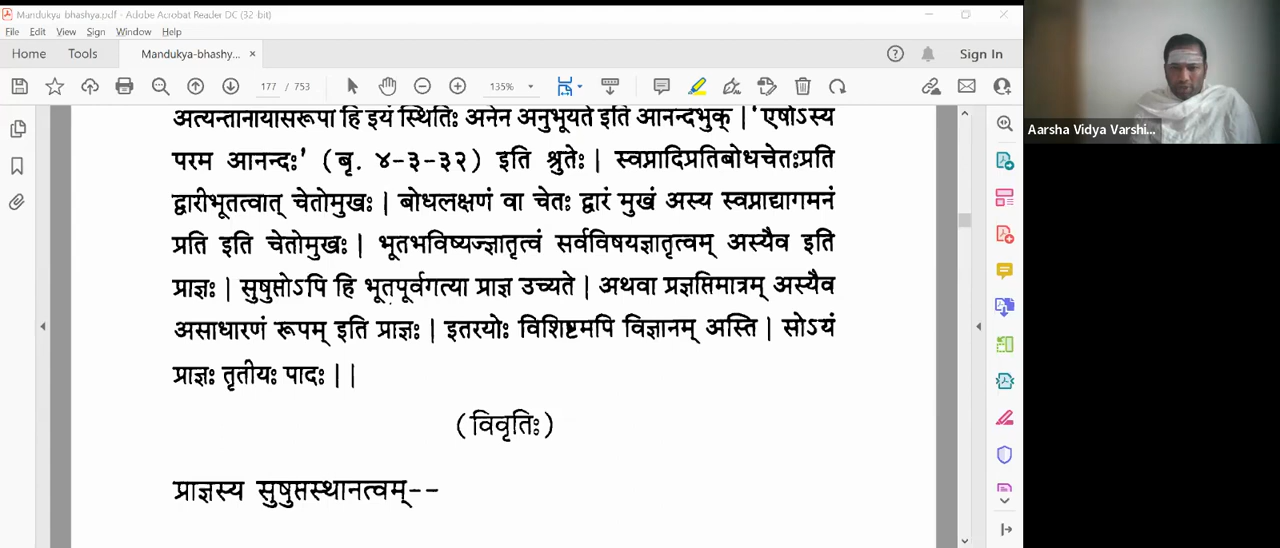 Mandukya bhashya.pdf - Adobe Acrobat Reader DC (32-bit)
File Edit View Sign Window Help
Home Tools Mandukya-bhashy... × Sign In
177 / 753 135%
अत्यन्तानायासरूपा हि इयं स्थितिः अनेन अनुभूयते इति आनन्दभुक् | 'एषोऽस्य
परम आनन्दः' (बृ. ४-३-३२) इति श्रुतेः | स्वप्नादिप्रतिबोधचेतःप्रति
द्वारीभूतत्वात् चेतोमुखः | बोधलक्षणं वा चेतः द्वारं मुखं अस्य स्वप्नाद्यागमनं
प्रति इति चेतोमुखः | भूतभविष्यज्ज्ञातृत्वं सर्वविषयज्ञातृत्वम् अस्यैव इति
प्राज्ञः | सुषुप्तोऽपि हि भूतपूर्वगत्या प्राज्ञ उच्यते | अथवा प्रज्ञप्तिमात्रम् अस्यैव
असाधारणं रूपम् इति प्राज्ञः | इतरयोः विशिष्टमपि विज्ञानम् अस्ति | सोऽयं
प्राज्ञः तृतीयः पादः ||
(विवृतिः)
प्राज्ञस्य सुषुप्तस्थानत्वम्--
Aarsha Vidya Varshi...